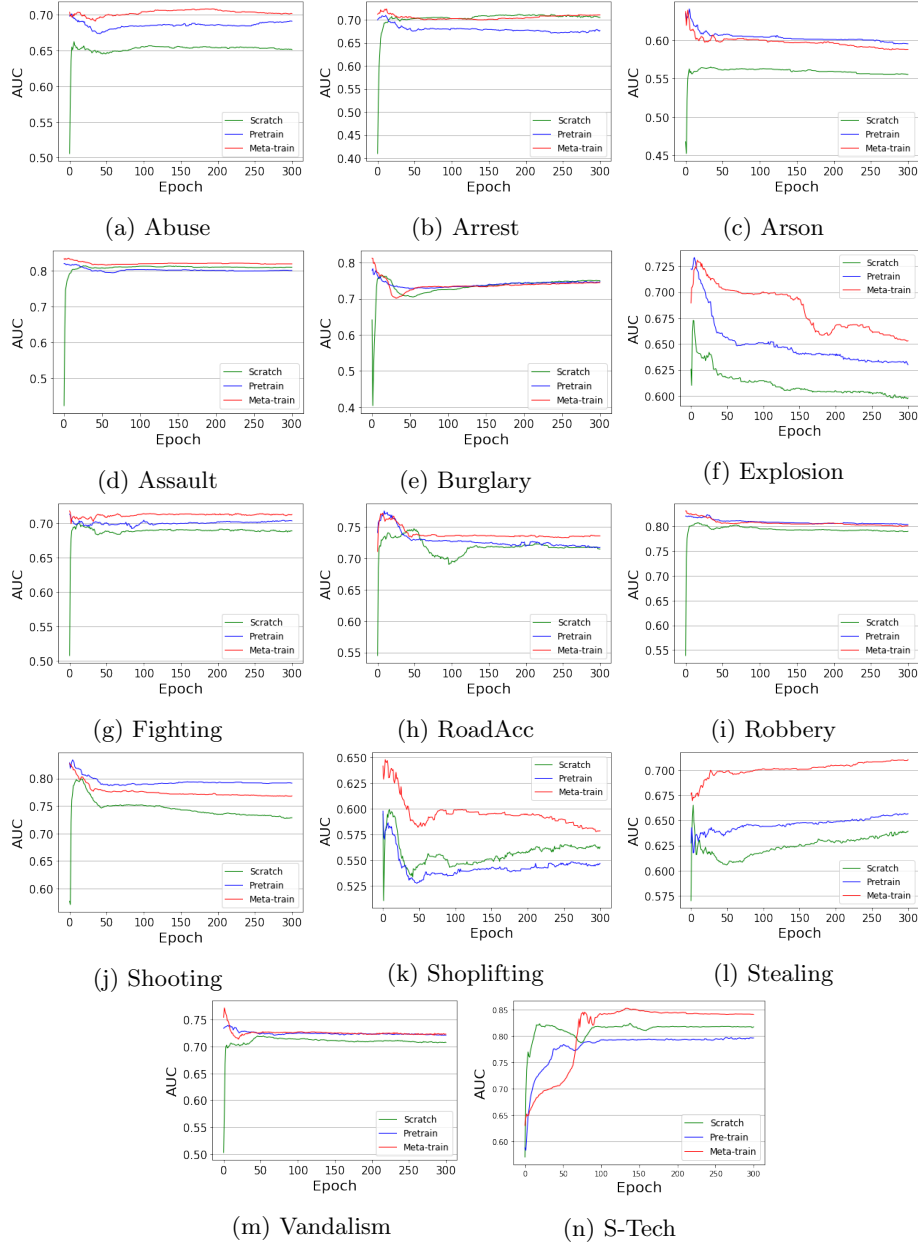 AUC
0.70
0.65
0.60
0.55
0.50
Scratch
Pretrain
Meta-train
0 50 100 150 200 250 300
Epoch
(a) Abuse
AUC
0.70
0.65
0.60
0.55
0.50
0.45
0.40
Scratch
Pretrain
Meta-train
0 50 100 150 200 250 300
Epoch
(b) Arrest
AUC
0.60
0.55
0.50
0.45
Scratch
Pretrain
Meta-train
0 50 100 150 200 250 300
Epoch
(c) Arson
AUC
0.8
0.7
0.6
0.5
Scratch
Pretrain
Meta-train
0 50 100 150 200 250 300
Epoch
(d) Assault
AUC
0.8
0.7
0.6
0.5
0.4
Scratch
Pretrain
Meta-train
0 50 100 150 200 250 300
Epoch
(e) Burglary
AUC
0.725
0.700
0.675
0.650
0.625
0.600
Scratch
Pretrain
Meta-train
0 50 100 150 200 250 300
Epoch
(f) Explosion
AUC
0.70
0.65
0.60
0.55
0.50
Scratch
Pretrain
Meta-train
0 50 100 150 200 250 300
Epoch
(g) Fighting
AUC
0.75
0.70
0.65
0.60
0.55
Scratch
Pretrain
Meta-train
0 50 100 150 200 250 300
Epoch
(h) RoadAcc
AUC
0.80
0.75
0.70
0.65
0.60
0.55
Scratch
Pretrain
Meta-train
0 50 100 150 200 250 300
Epoch
(i) Robbery
AUC
0.80
0.75
0.70
0.65
0.60
Scratch
Pretrain
Meta-train
0 50 100 150 200 250 300
Epoch
(j) Shooting
AUC
0.650
0.625
0.600
0.575
0.550
0.525
Scratch
Pretrain
Meta-train
0 50 100 150 200 250 300
Epoch
(k) Shoplifting
AUC
0.700
0.675
0.650
0.625
0.600
0.575
Scratch
Pretrain
Meta-train
0 50 100 150 200 250 300
Epoch
(l) Stealing
AUC
0.75
0.70
0.65
0.60
0.55
0.50
Scratch
Pretrain
Meta-train
0 50 100 150 200 250 300
Epoch
(m) Vandalism
AUC
0.85
0.80
0.75
0.70
0.65
0.60
Scratch
Pre-train
Meta-train
0 50 100 150 200 250 300
Epoch
(n) S-Tech